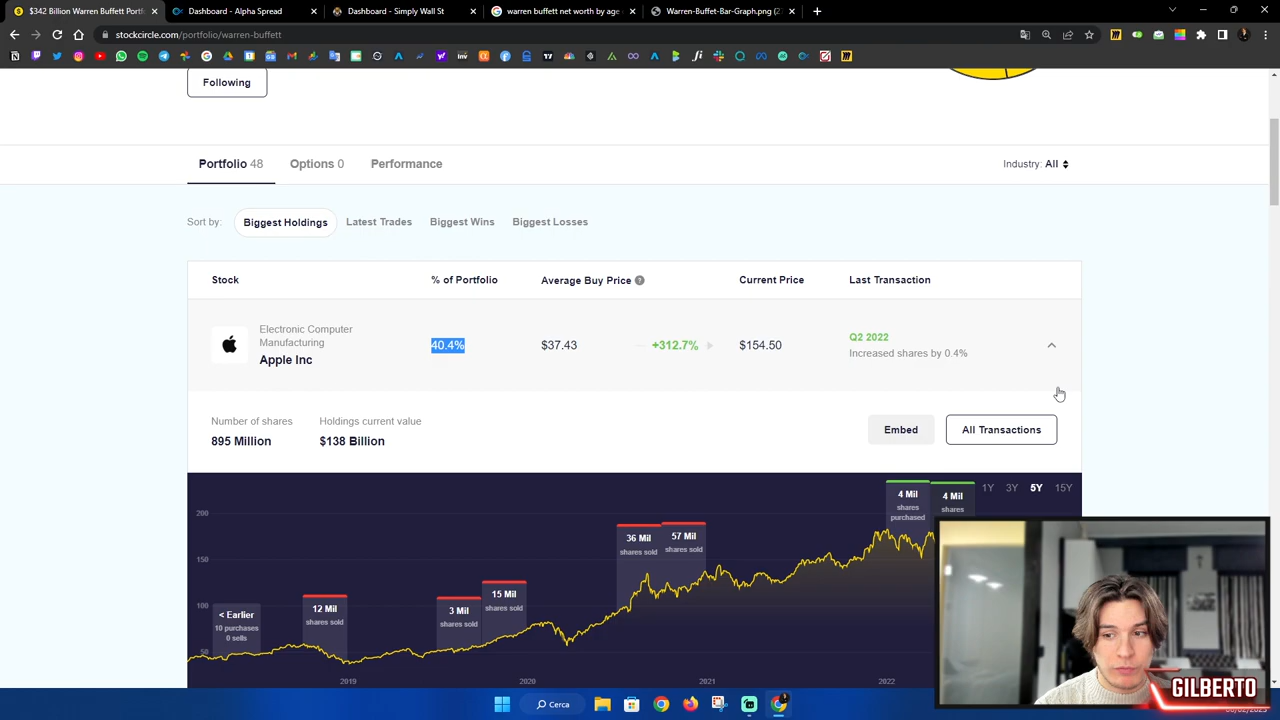 $342 Billion Warren Buffett Portf
Dashboard - Alpha Spread
Dashboard - Simply Wall St
warren buffett net worth by age
Warren-Buffet-Bar-Graph.png (2
stockcircle.com/portfolio/warren-buffett
Following
Portfolio 48
Options 0
Performance
Industry: All
Sort by:
Biggest Holdings
Latest Trades
Biggest Wins
Biggest Losses
Stock
% of Portfolio
Average Buy Price
Current Price
Last Transaction
Electronic Computer
Manufacturing
Apple Inc
40.4%
$37.43
+312.7%
$154.50
Q2 2022
Increased shares by 0.4%
Number of shares
895 Million
Holdings current value
$138 Billion
Embed
All Transactions
1Y 3Y 5Y 15Y
200
150
100
50
< Earlier
10 purchases
0 sells
12 Mil
shares sold
3 Mil
shares sold
15 Mil
shares sold
36 Mil
shares sold
57 Mil
shares sold
4 Mil
shares
purchased
4 Mil
shares
2019
2020
2021
2022
GILBERTO
Cerca